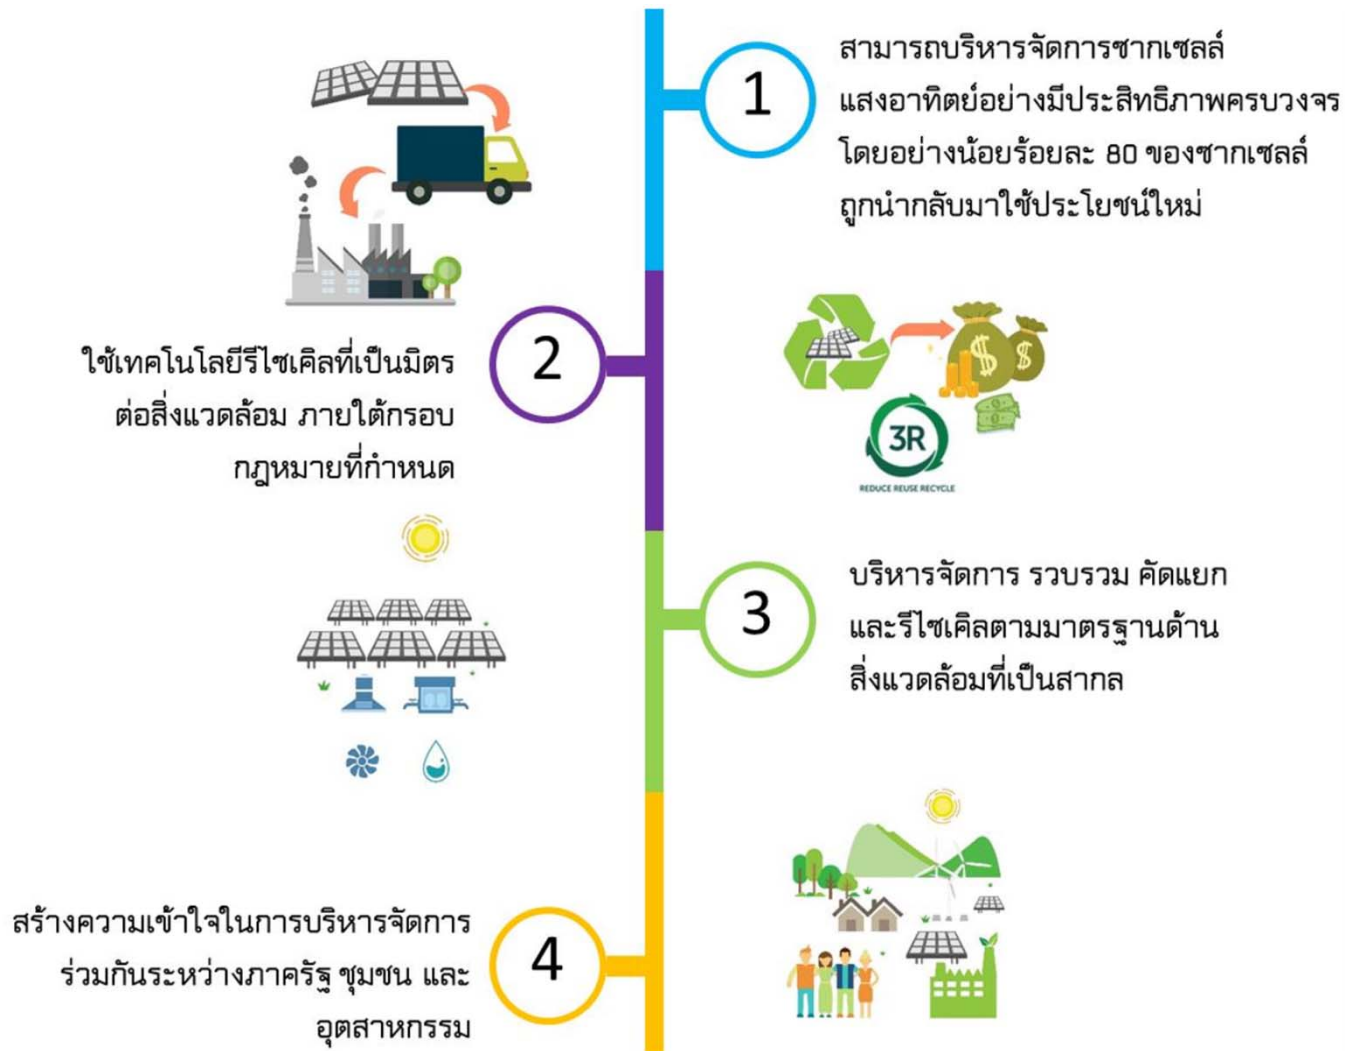 1
สามารถบริหารจัดการซากเซลล์
แสงอาทิตย์อย่างมีประสิทธิภาพครบวงจร
โดยอย่างน้อยร้อยละ 80 ของซากเซลล์
ถูกนำกลับมาใช้ประโยชน์ใหม่
2
ใช้เทคโนโลยีรีไซเคิลที่เป็นมิตร
ต่อสิ่งแวดล้อม ภายใต้กรอบ
กฎหมายที่กำหนด
$
$
3R
REDUCE REUSE RECYCLE
3
บริหารจัดการ รวบรวม คัดแยก
และรีไซเคิลตามมาตรฐานด้าน
สิ่งแวดล้อมที่เป็นสากล
4
สร้างความเข้าใจในการบริหารจัดการ
ร่วมกันระหว่างภาครัฐ ชุมชน และ
อุตสาหกรรม